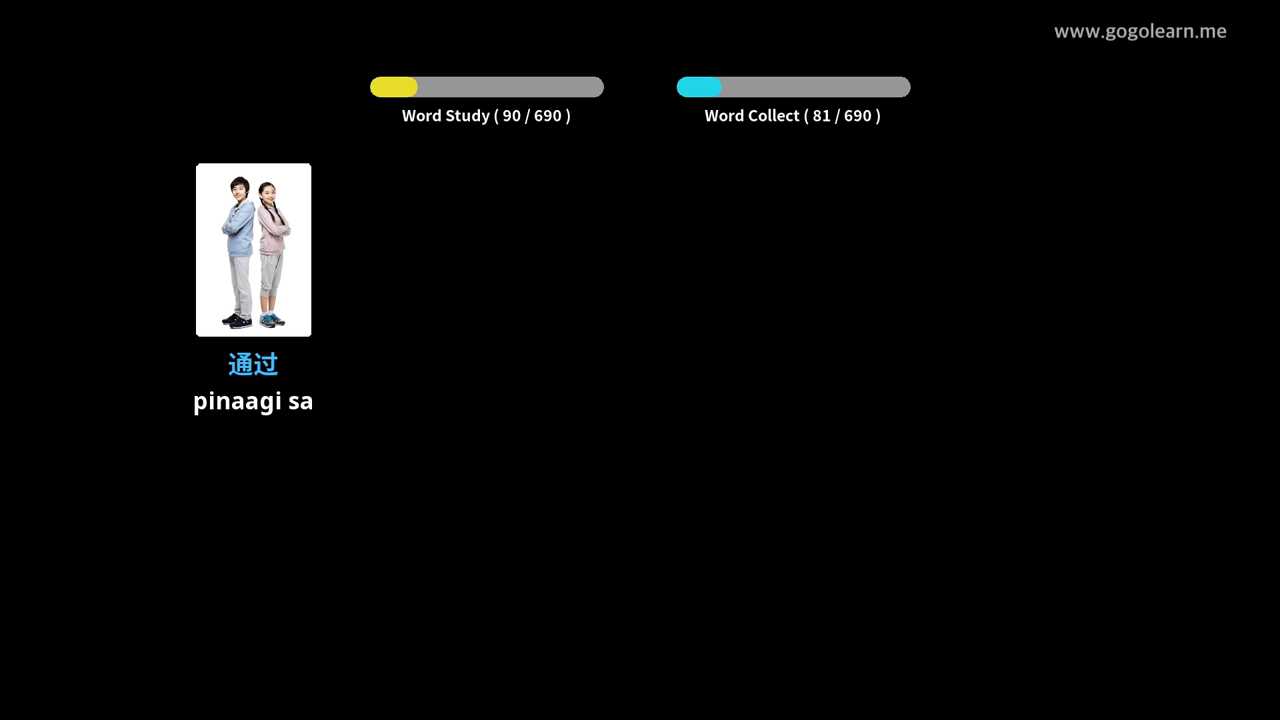 www.gogolearn.me
Word Study ( 90 / 690 )
Word Collect ( 81 / 690 )
通过
pinaagi sa